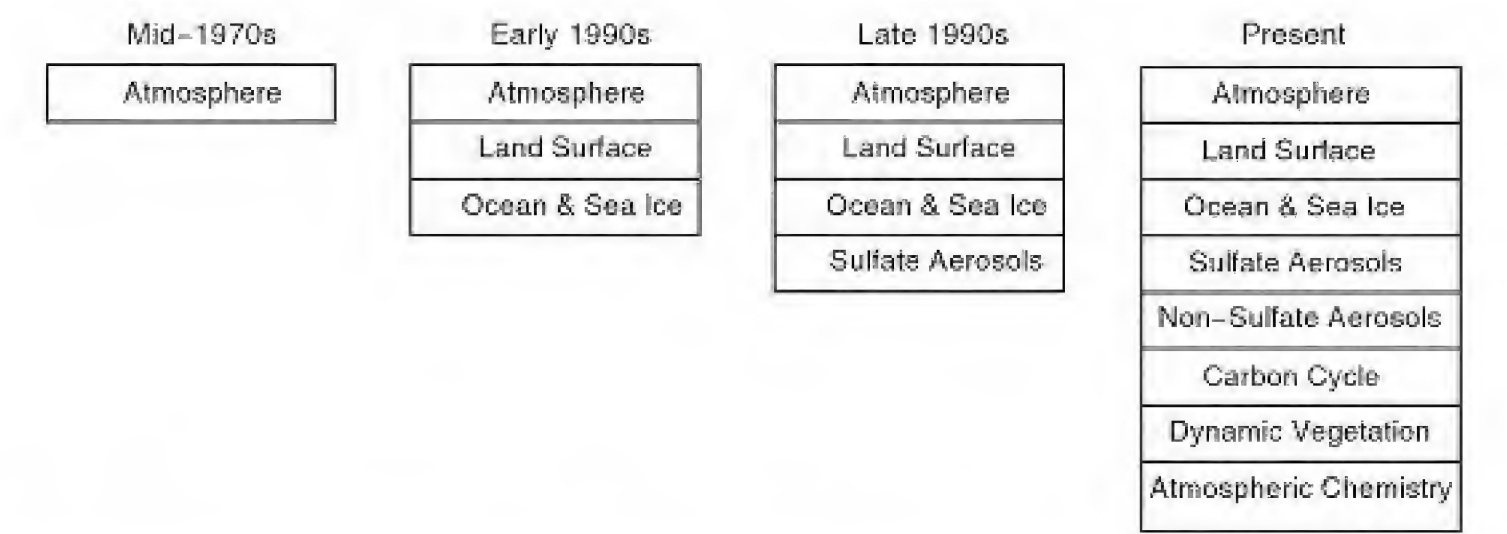 Mid-1970s
Atmosphere
Early 1990s
Atmosphere
Land Surface
Ocean & Sea Ice
Late 1990s
Atmosphere
Land Surface
Ocean & Sea Ice
Sulfate Aerosols
Present
Atmosphere
Land Surface
Ocean & Sea Ice
Sulfate Aerosols
Non-Sulfate Aerosols
Carbon Cycle
Dynamic Vegetation
Atmospheric Chemistry